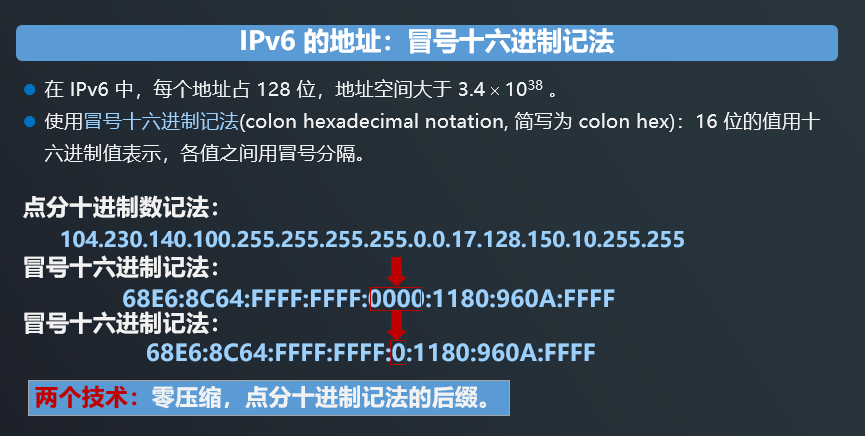 IPv6 的地址：冒号十六进制记法
在 IPv6 中，每个地址占 128 位，地址空间大于 3.4 × 10³⁸ 。
使用冒号十六进制记法(colon hexadecimal notation, 简写为 colon hex)：16 位的值用十
六进制值表示，各值之间用冒号分隔。
点分十进制数记法：
104.230.140.100.255.255.255.255.0.0.17.128.150.10.255.255
冒号十六进制记法：
68E6:8C64:FFFF:FFFF:0000:1180:960A:FFFF
冒号十六进制记法：
68E6:8C64:FFFF:FFFF:0:1180:960A:FFFF
两个技术：零压缩，点分十进制记法的后缀。